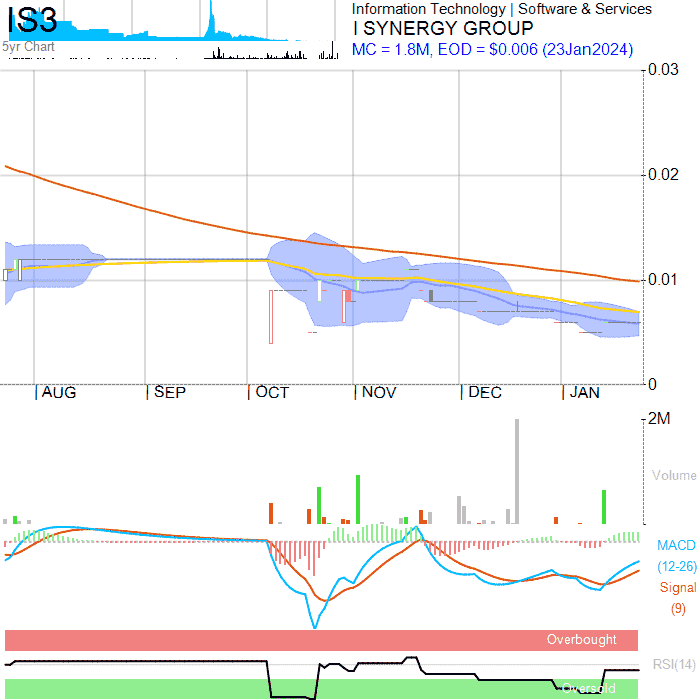 IS3
5yr Chart
Information Technology | Software & Services
I SYNERGY GROUP
MC = 1.8M, EOD = $0.006 (23Jan2024)
0.03
0.02
0.01
0
AUG SEP OCT NOV DEC JAN
2M
Volume
MACD
(12-26)
Signal
(9)
Overbought
RSI(14)
Oversold